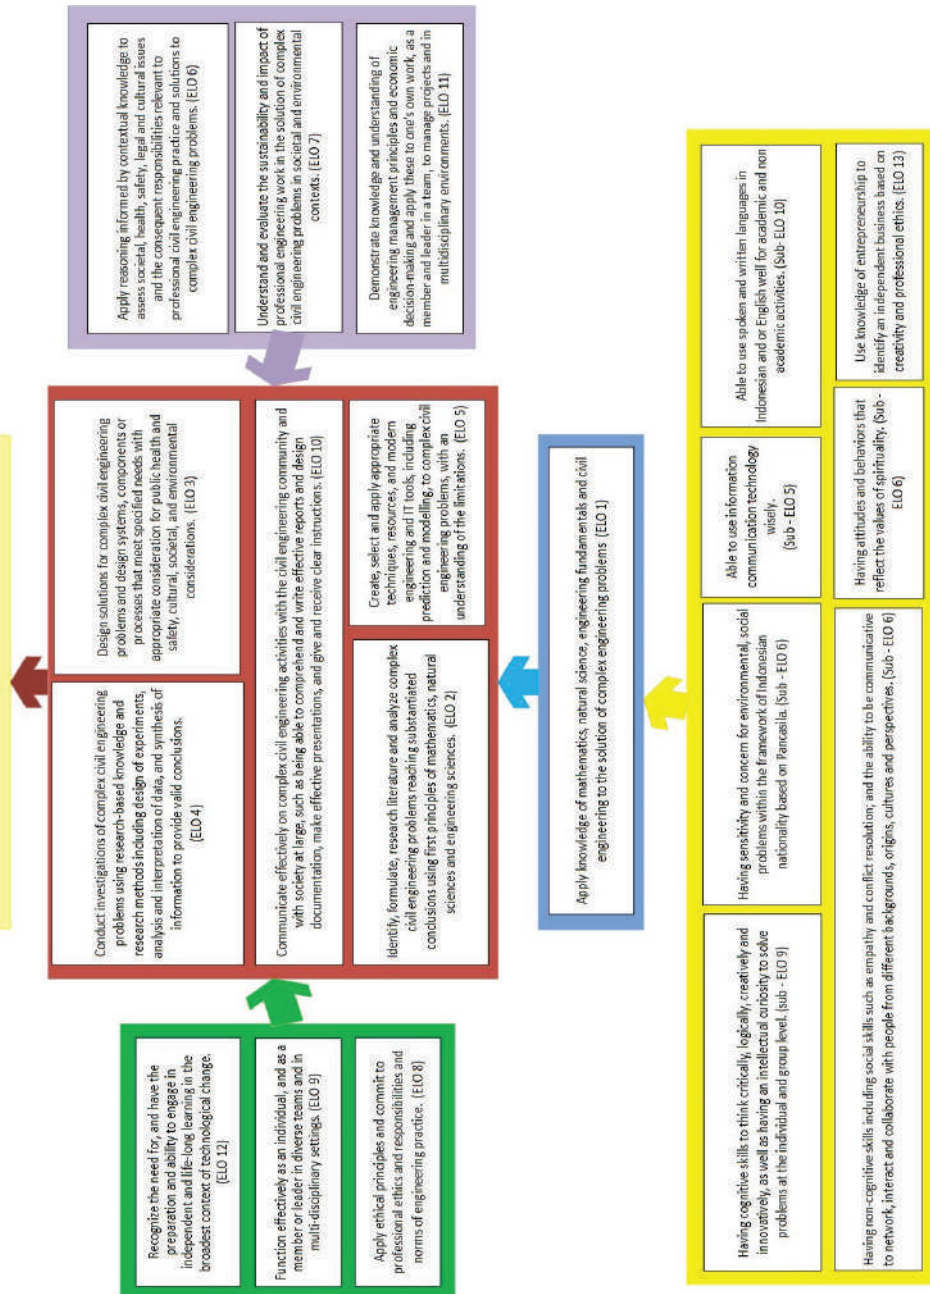 Recognize the need for, and have the
preparation and ability to engage in
independent and life-long learning in the
broadest context of technological change.
(ELO 12)
Function effectively as an individual, and as a
member or leader in diverse teams and in
multi-disciplinary settings. (ELO 9)
Apply ethical principles and commit to
professional ethics and responsibilities and
norms of engineering practice. (ELO 8)
Conduct investigations of complex civil engineering
problems using research-based knowledge and
research methods including design of experiments,
analysis and interpretation of data, and synthesis of
information to provide valid conclusions.
(ELO 4)
Design solutions for complex civil engineering
problems and design systems, components or
processes that meet specified needs with
appropriate consideration for public health and
safety, cultural, societal, and environmental
considerations. (ELO 3)
Communicate effectively on complex civil engineering activities with the civil engineering community and
with society at large, such as being able to comprehend and write effective reports and design
documentation, make effective presentations, and give and receive clear instructions. (ELO 10)
Identify, formulate, research literature and analyze complex
civil engineering problems reaching substantiated
conclusions using first principles of mathematics, natural
sciences and engineering sciences. (ELO 2)
Create, select and apply appropriate
techniques, resources, and modern
engineering and IT tools, including
prediction and modelling, to complex civil
engineering problems, with an
understanding of the limitations. (ELO 5)
Apply reasoning informed by contextual knowledge to
assess societal, health, safety, legal and cultural issues
and the consequent responsibilities relevant to
professional civil engineering practice and solutions to
complex civil engineering problems. (ELO 6)
Understand and evaluate the sustainability and impact of
professional engineering work in the solution of complex
civil engineering problems in societal and environmental
contexts. (ELO 7)
Demonstrate knowledge and understanding of
engineering management principles and economic
decision-making and apply these to one's own work, as a
member and leader in a team, to manage projects and in
multidisciplinary environments. (ELO 11)
Apply knowledge of mathematics, natural science, engineering fundamentals and civil
engineering to the solution of complex engineering problems (ELO 1)
Having cognitive skills to think critically, logically, creatively and
innovatively, as well as having an intellectual curiosity to solve
problems at the individual and group level. (sub - ELO 9)
Having sensitivity and concern for environmental, social
problems within the framework of Indonesian
nationality based on Pancasila. (Sub - ELO 6)
Able to use information
communication technology
wisely.
(Sub - ELO 5)
Able to use spoken and written languages in
Indonesian and or English well for academic and non
academic activities. (Sub- ELO 10)
Having non-cognitive skills including social skills such as empathy and conflict resolution; and the ability to be communicative
to network, interact and collaborate with people from different backgrounds, origins, cultures and perspectives. (Sub - ELO 6)
Having attitudes and behaviors that
reflect the values of spirituality. (Sub -
ELO 6)
Use knowledge of entrepreneurship to
identify an independent business based on
creativity and professional ethics. (ELO 13)